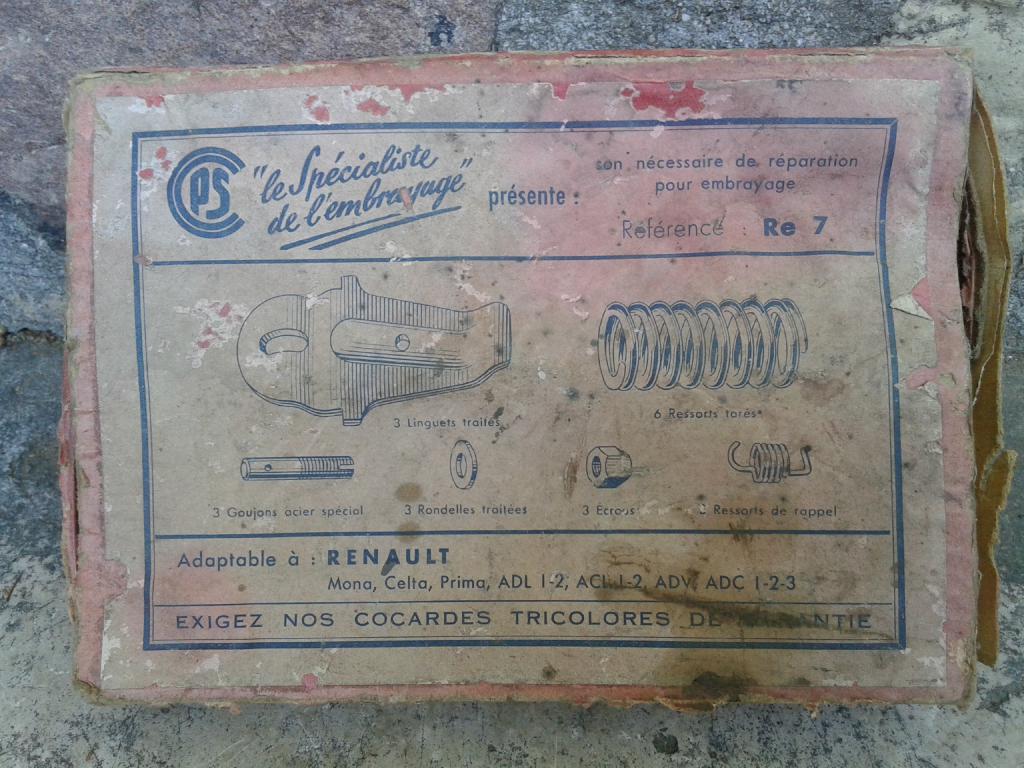 CPS
"le Spécialiste
de l'embrayage"
présente :
son nécessaire de réparation
pour embrayage
Référence : Re 7
3 Linguets traités
6 Ressorts tarés
3 Goujons acier spécial
3 Rondelles traitées
3 Ecrous
Ressorts de rappel
Adaptable à : RENAULT
Mona, Celta, Prima, ADL 1-2, ACL 1-2, ADV, ADC 1-2-3
EXIGEZ NOS COCARDES TRICOLORES DE GARANTIE